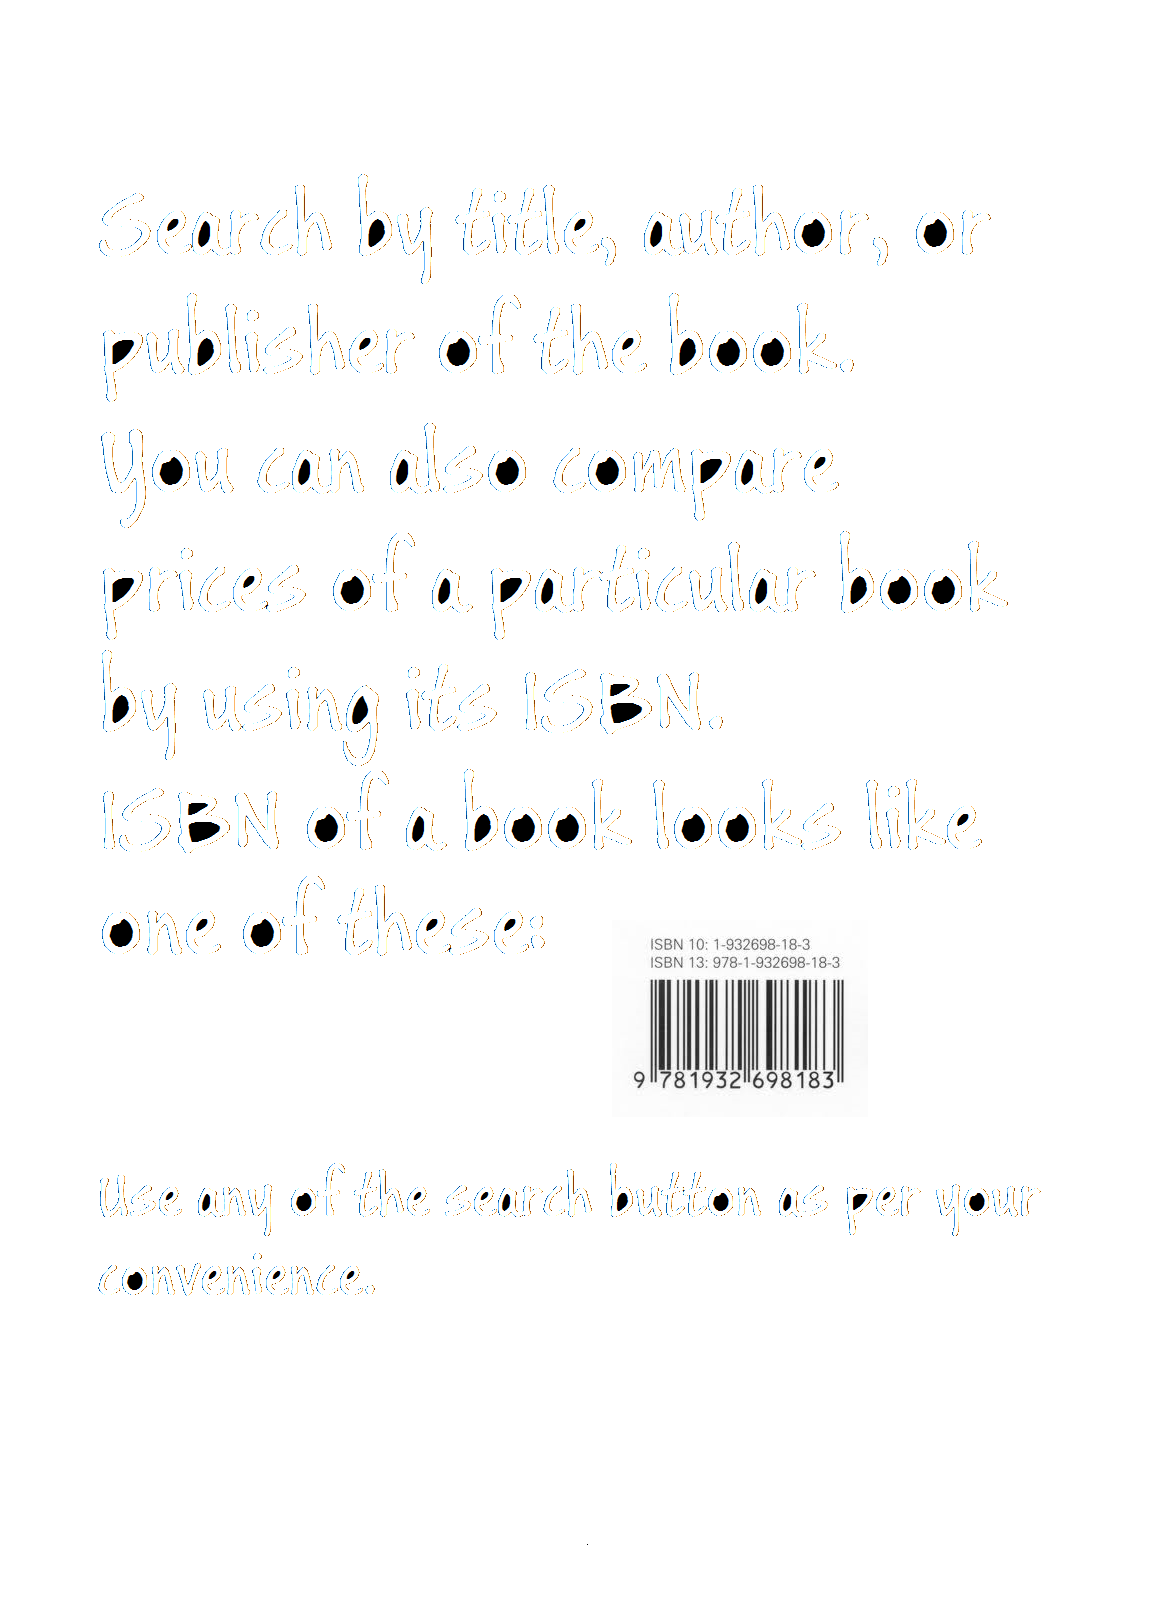 Search by title, author, or
publisher of the book.
You can also compare
prices of a particular book
by using its ISBN.
ISBN of a book looks like
one of these:
ISBN 10: 1-932698-18-3
ISBN 13: 978-1-932698-18-3
9 781932 698183
Use any of the search button as per your
convenience.